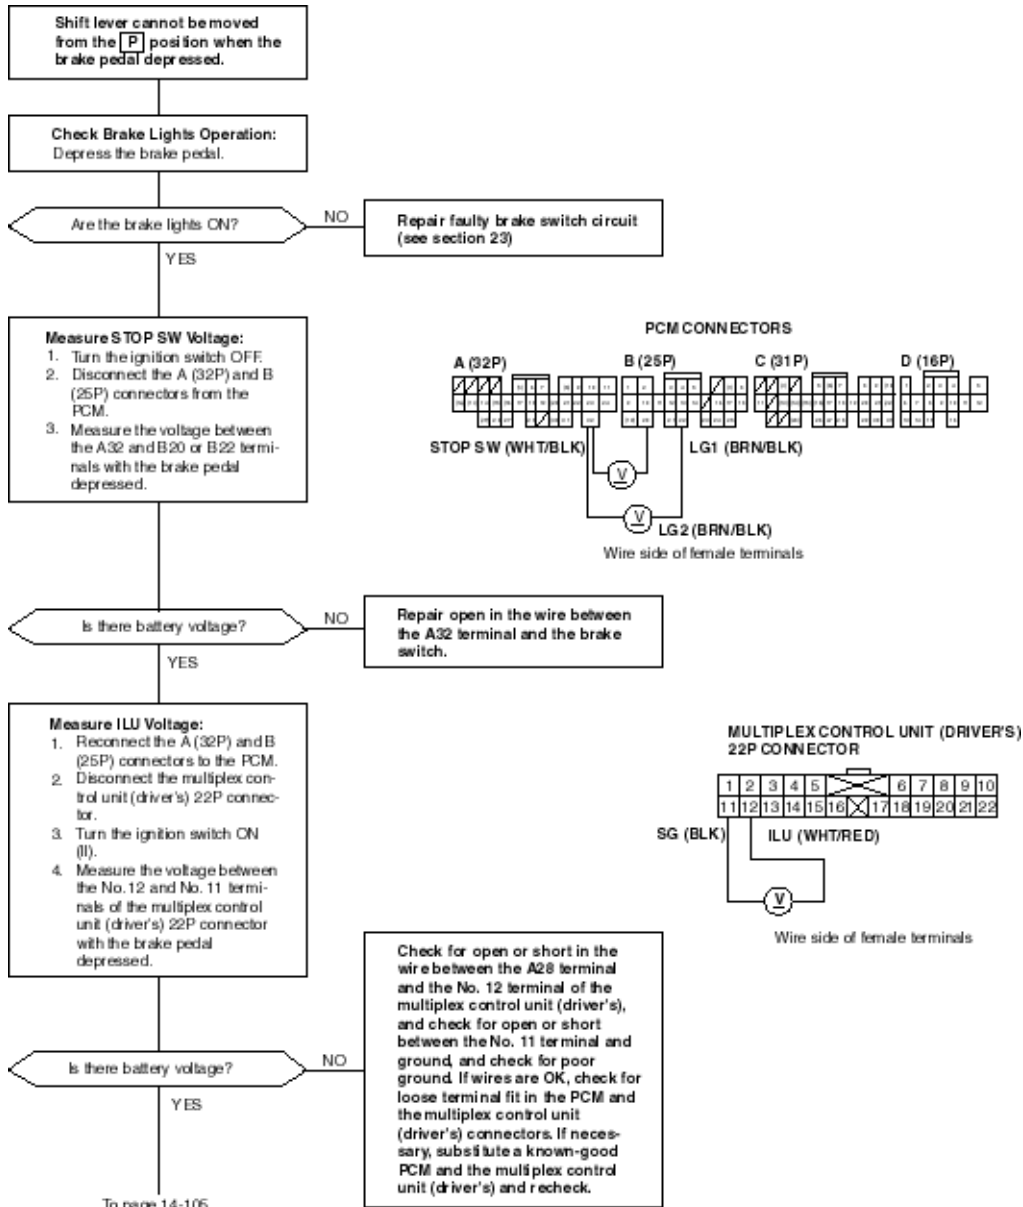 Shift lever cannot be moved
from the P position when the
brake pedal depressed.
Check Brake Lights Operation:
Depress the brake pedal.
Are the brake lights ON?
NO
Repair faulty brake switch circuit
(see section 23)
YES
Measure STOP SW Voltage:
1. Turn the ignition switch OFF.
2. Disconnect the A (32P) and B
(25P) connectors from the
PCM.
3. Measure the voltage between
the A32 and B20 or B22 termi-
nals with the brake pedal
depressed.
PCM CONNECTORS
A (32P)
B (25P)
C (31P)
D (16P)
STOP SW (WHT/BLK)
LG1 (BRN/BLK)
V
V
LG2 (BRN/BLK)
Wire side of female terminals
Is there battery voltage?
NO
Repair open in the wire between
the A32 terminal and the brake
switch.
YES
Measure ILU Voltage:
1. Reconnect the A (32P) and B
(25P) connectors to the PCM.
2. Disconnect the multiplex con-
trol unit (driver's) 22P connec-
tor.
3. Turn the ignition switch ON
(II).
4. Measure the voltage between
the No. 12 and No. 11 termi-
nals of the multiplex control
unit (driver's) 22P connector
with the brake pedal
depressed.
MULTIPLEX CONTROL UNIT (DRIVER'S)
22P CONNECTOR
1 2 3 4 5 6 7 8 9 10
11 12 13 14 15 16 17 18 19 20 21 22
SG (BLK)
ILU (WHT/RED)
V
Wire side of female terminals
Is there battery voltage?
NO
Check for open or short in the
wire between the A28 terminal
and the No. 12 terminal of the
multiplex control unit (driver's),
and check for open or short
between the No. 11 terminal and
ground, and check for poor
ground. If wires are OK, check for
loose terminal fit in the PCM and
the multiplex control unit
(driver's) connectors. If neces-
sary, substitute a known-good
PCM and the multiplex control
unit (driver's) and recheck.
YES
To page 14-105